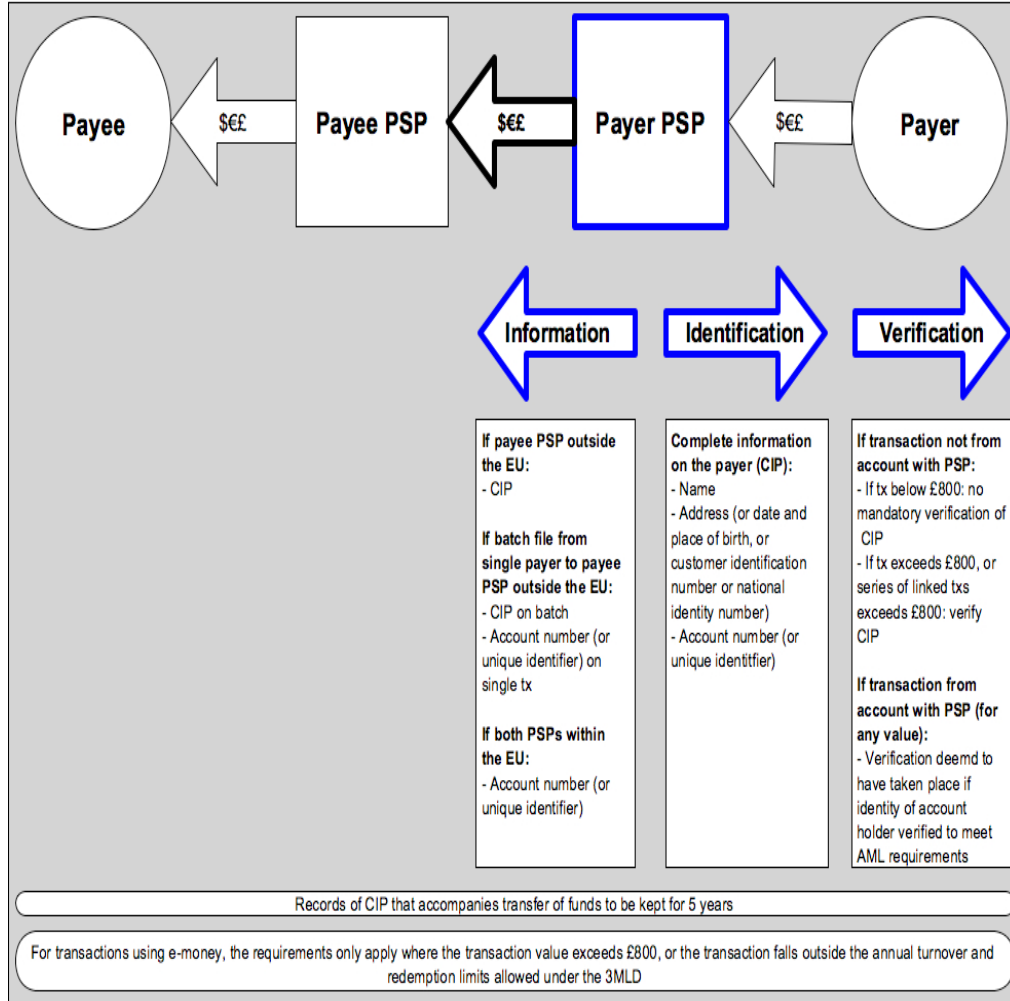 Payee
$€£
Payee PSP
$€£
Payer PSP
$€£
Payer
Information
Identification
Verification
If payee PSP outside
the EU:
- CIP
If batch file from
single payer to payee
PSP outside the EU:
- CIP on batch
- Account number (or
unique identifier) on
single tx
If both PSPs within
the EU:
- Account number (or
unique identifier)
Complete information
on the payer (CIP):
- Name
- Address (or date and
place of birth, or
customer identification
number or national
identity number)
- Account number (or
unique identitfier)
If transaction not from
account with PSP:
- If tx below £800: no
mandatory verification of
CIP
- If tx exceeds £800, or
series of linked txs
exceeds £800: verify
CIP
If transaction from
account with PSP (for
any value):
- Verification deemd to
have taken place if
identity of account
holder verified to meet
AML requirements
Records of CIP that accompanies transfer of funds to be kept for 5 years
For transactions using e-money, the requirements only apply where the transaction value exceeds £800, or the transaction falls outside the annual turnover and
redemption limits allowed under the 3MLD